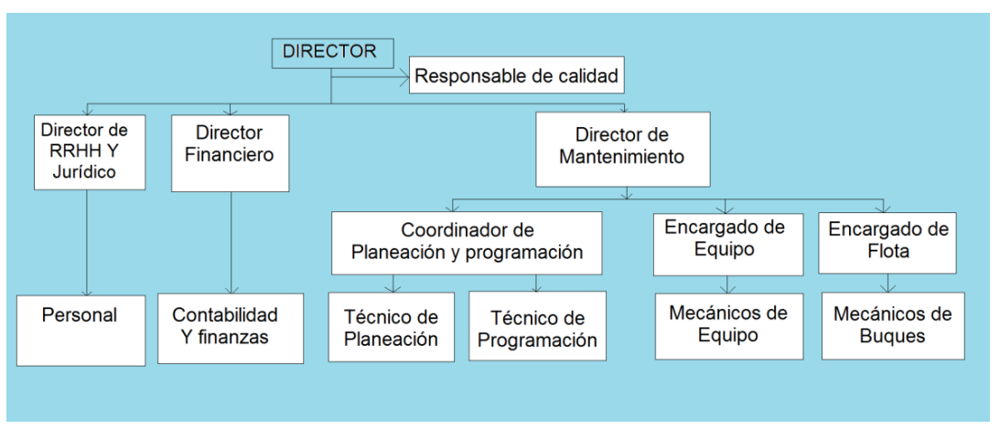 DIRECTOR
Responsable de calidad
Director de
RRHH Y
Jurídico
Director
Financiero
Director de
Mantenimiento
Coordinador de
Planeación y programación
Encargado de
Equipo
Encargado de
Flota
Personal
Contabilidad
Y finanzas
Técnico de
Planeación
Técnico de
Programación
Mecánicos de
Equipo
Mecánicos de
Buques